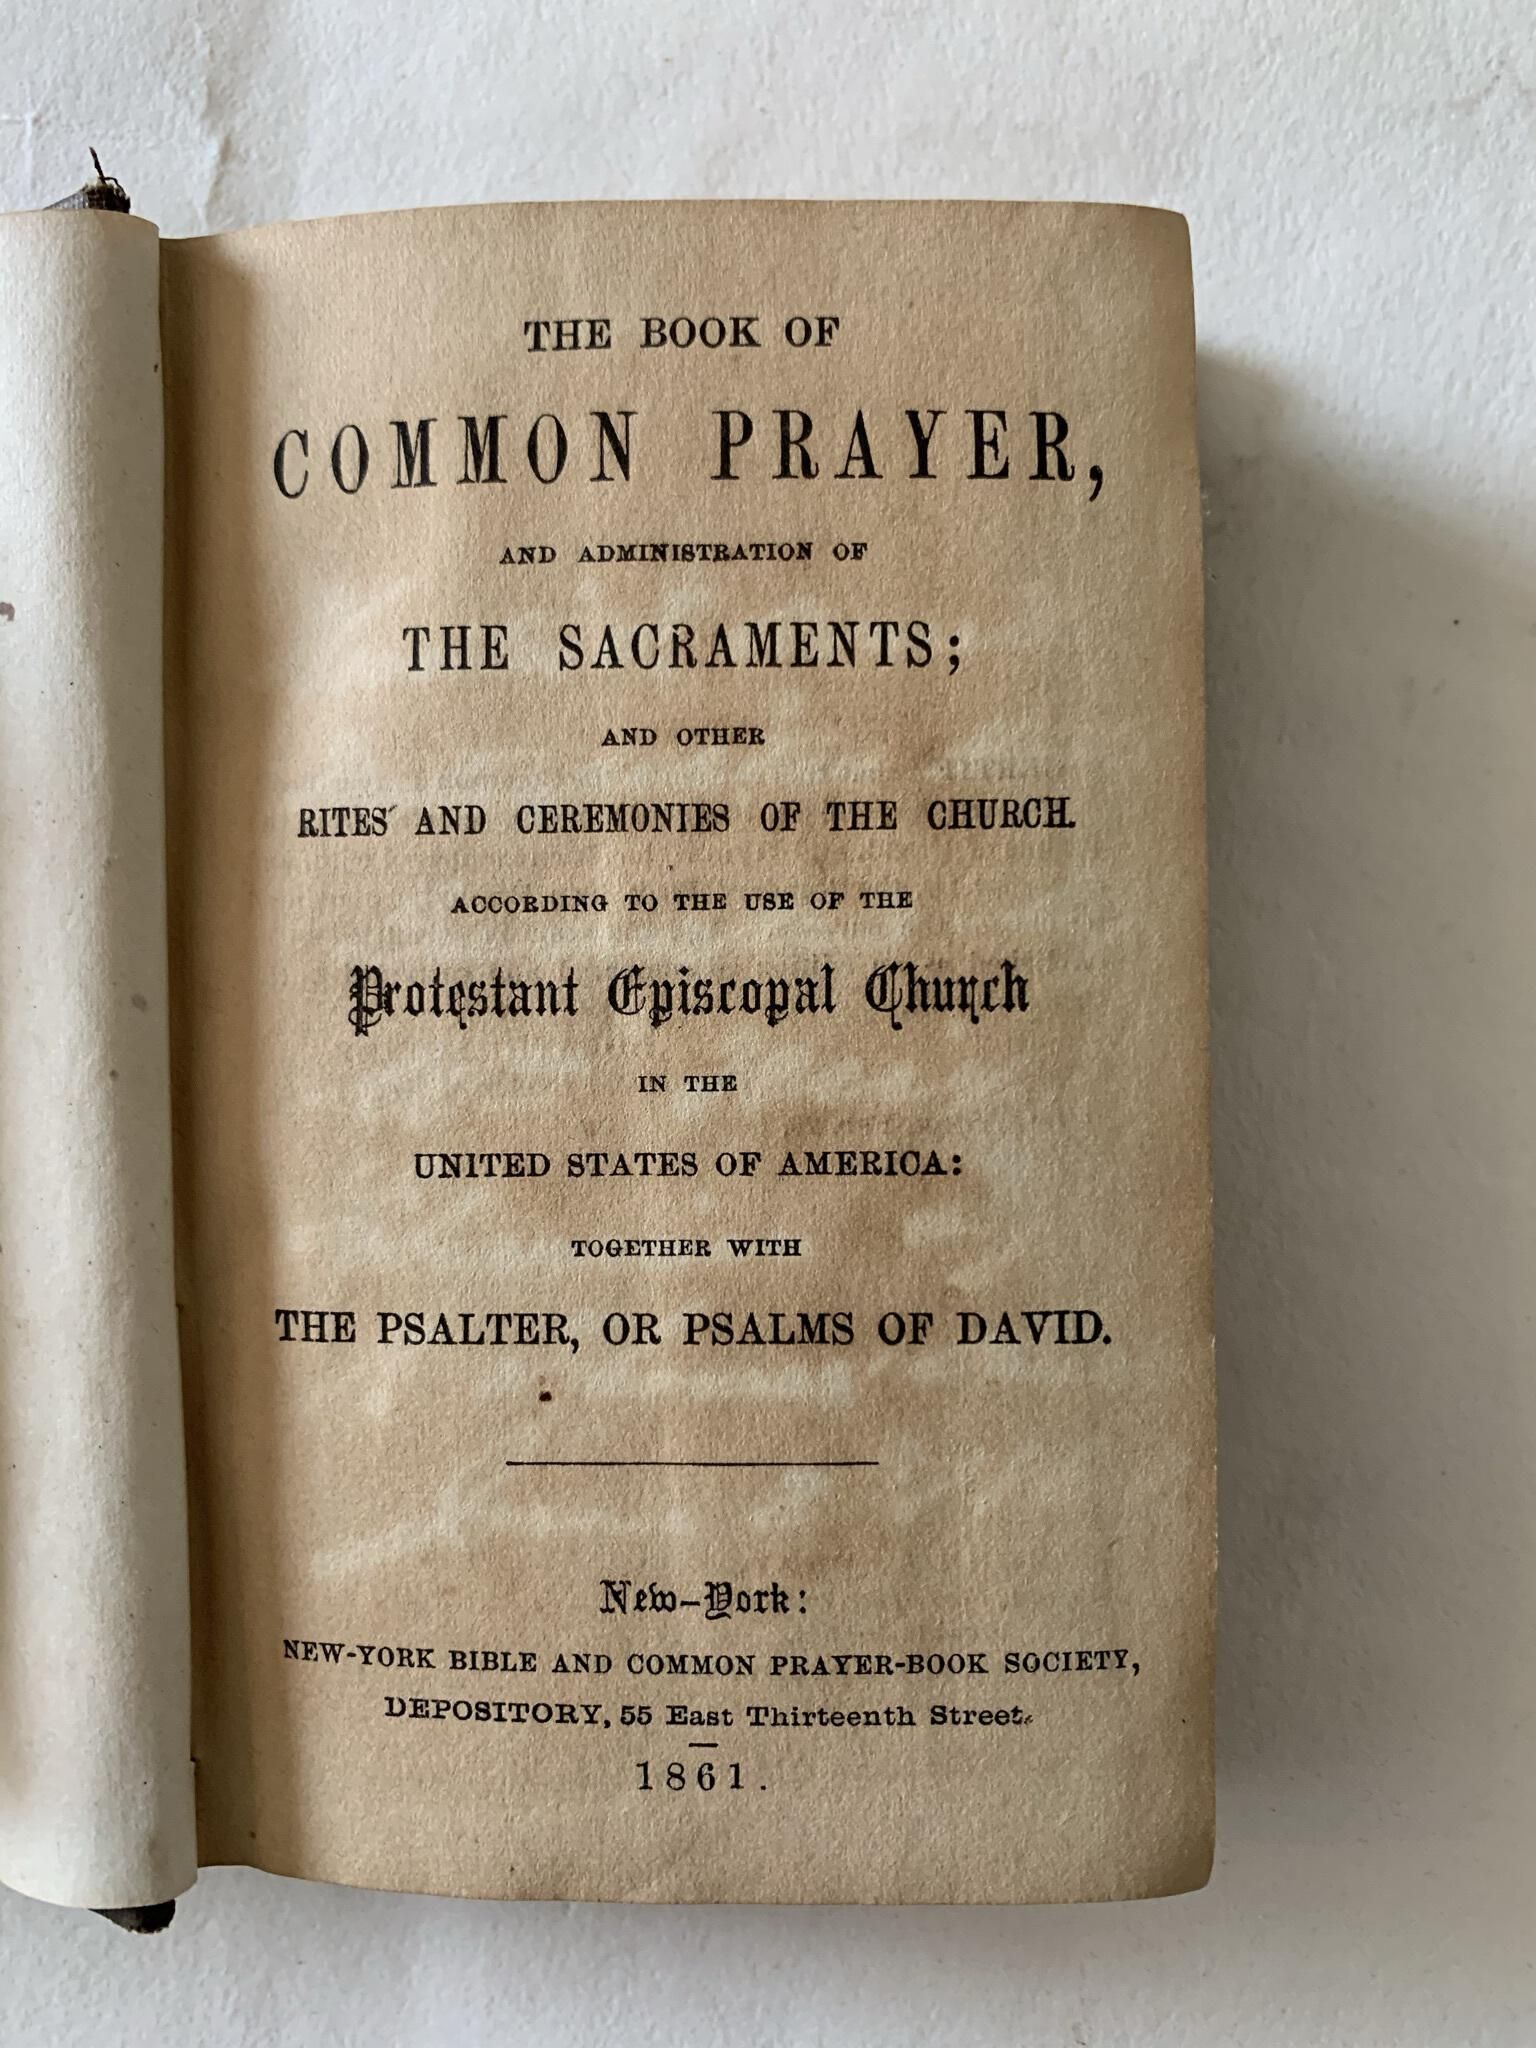 THE BOOK OF
COMMON PRAYER,
AND ADMINISTRATION OF
THE SACRAMENTS;
AND OTHER
RITES AND CEREMONIES OF THE CHURCH.
ACCORDING TO THE USE OF THE
Protestant Episcopal Church
IN THE
UNITED STATES OF AMERICA:
TOGETHER WITH
THE PSALTER, OR PSALMS OF DAVID.
New-York:
NEW-YORK BIBLE AND COMMON PRAYER-BOOK SOCIETY,
DEPOSITORY, 55 East Thirteenth Street.
1861.